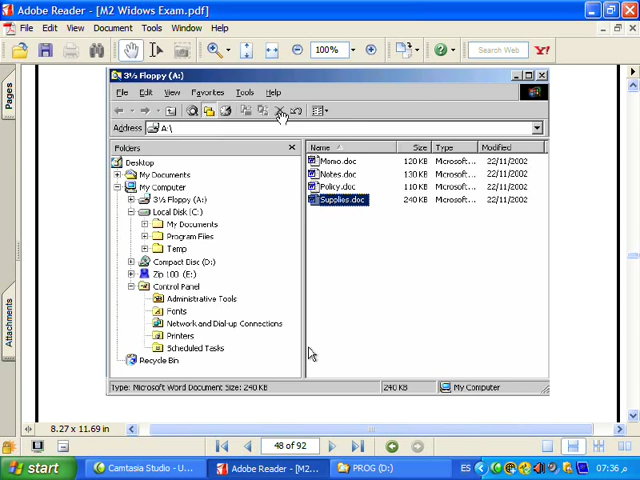 Adobe Reader - [M2 Widows Exam.pdf]
File Edit View Document Tools Window Help
100% Search Web Y!
Pages
Attachments
3½ Floppy (A:)
File Edit View Favorites Tools Help
Address A:\
Folders
Desktop
My Documents
My Computer
3½ Floppy (A:)
Local Disk (C:)
My Documents
Program Files
Temp
Compact Disc (D:)
Zip 100 (E:)
Control Panel
Administrative Tools
Fonts
Network and Dial-up Connections
Printers
Scheduled Tasks
Recycle Bin
Name Size Type Modified
Memo.doc 120 KB Microsoft... 22/11/2002
Notes.doc 130 KB Microsoft... 22/11/2002
Policy.doc 110 KB Microsoft... 22/11/2002
Supplies.doc 240 KB Microsoft... 22/11/2002
Type: Microsoft Word Document Size: 240 KB 240 KB My Computer
8.27 x 11.69 in
48 of 92
start Camtasia Studio - U... Adobe Reader - [M2... PROG (D:) ES 07:36 م